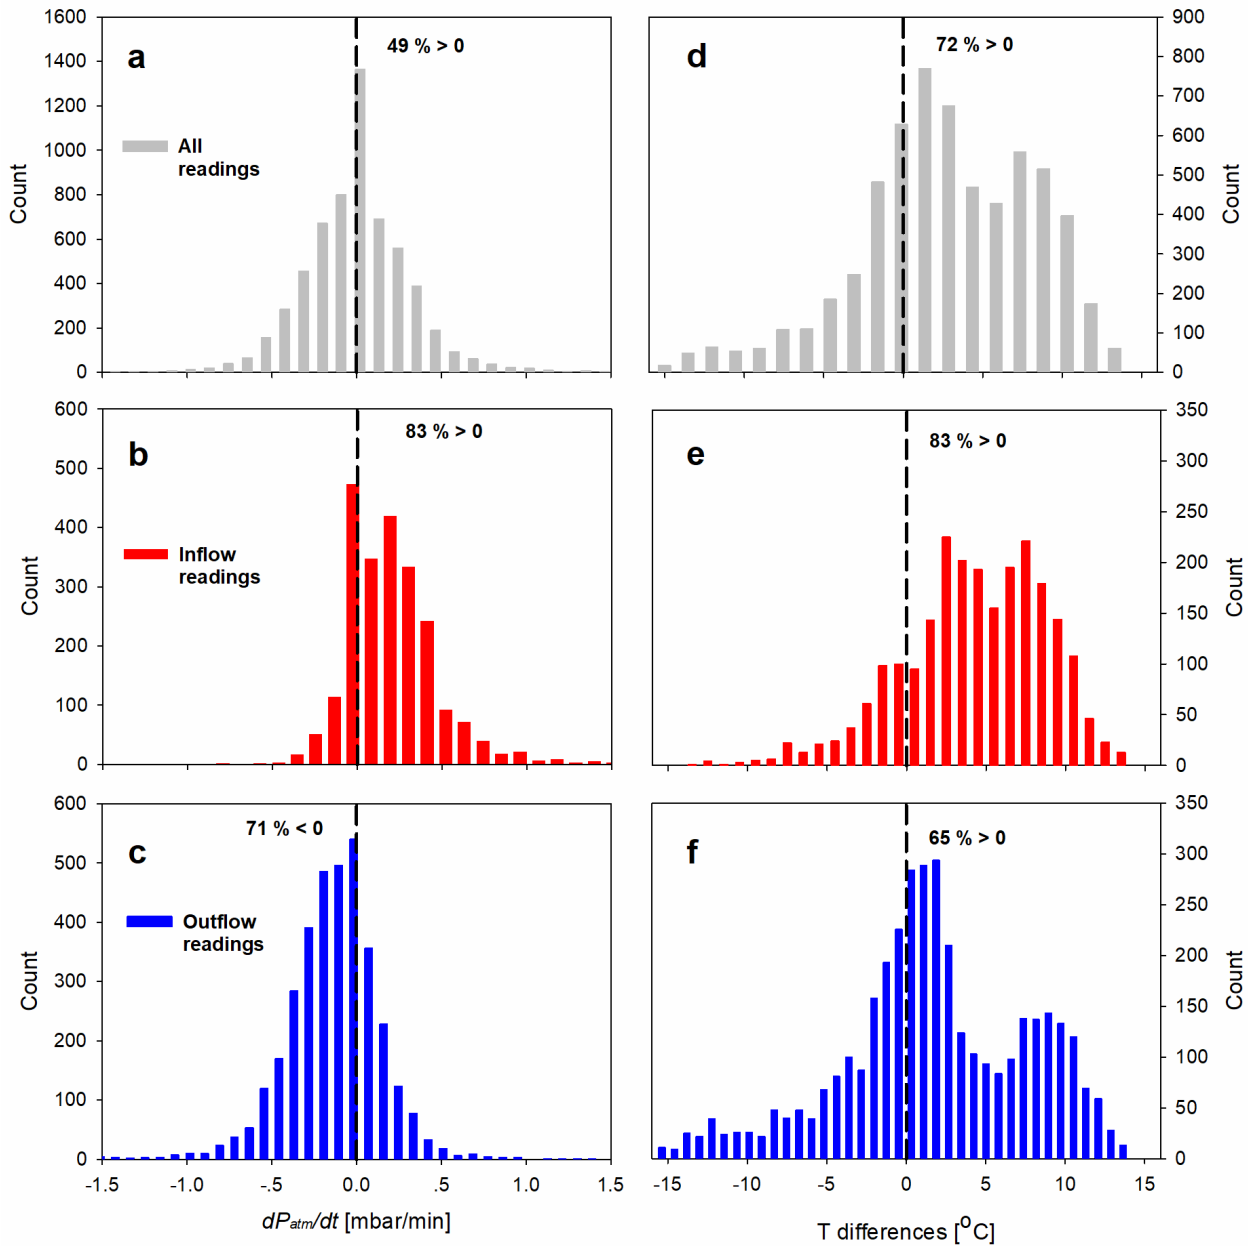 a
49 % > 0
All
readings
Count
1600
1400
1200
1000
800
600
400
200
0
d
72 % > 0
Count
900
800
700
600
500
400
300
200
100
0
b
83 % > 0
Inflow
readings
Count
600
500
400
300
200
100
0
e
83 % > 0
Count
350
300
250
200
150
100
50
0
c
71 % < 0
Outflow
readings
Count
600
500
400
300
200
100
0
-1.5 -1.0 -.5 0.0 .5 1.0 1.5
dPatm/dt [mbar/min]
f
65 % > 0
Count
350
300
250
200
150
100
50
0
-15 -10 -5 0 5 10 15
T differences [oC]